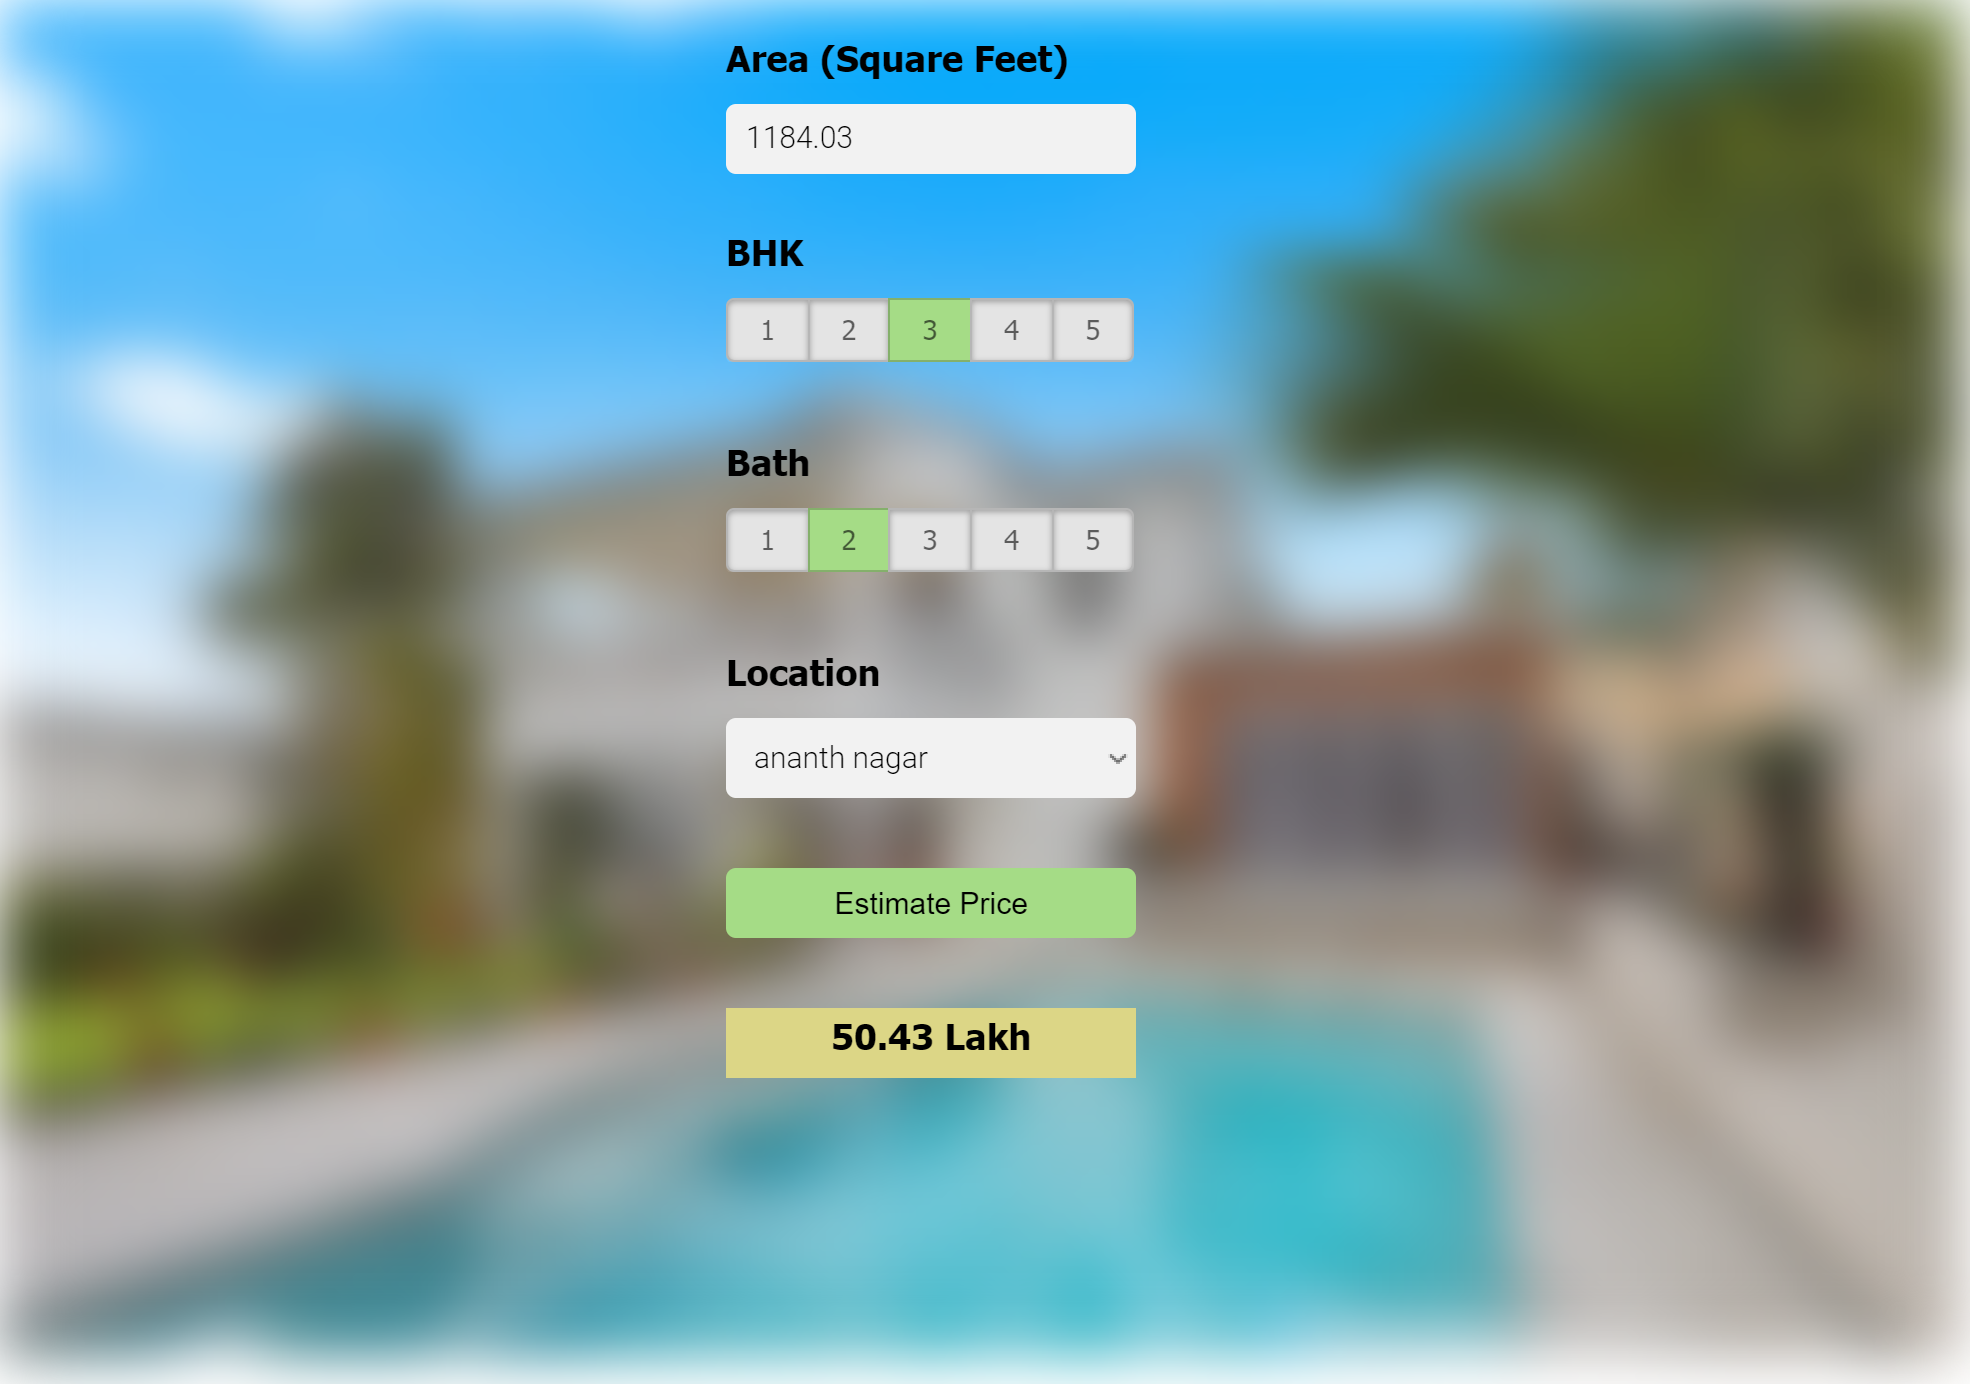 Area (Square Feet)
1184.03
BHK
1 2 3 4 5
Bath
1 2 3 4 5
Location
ananth nagar
Estimate Price
50.43 Lakh